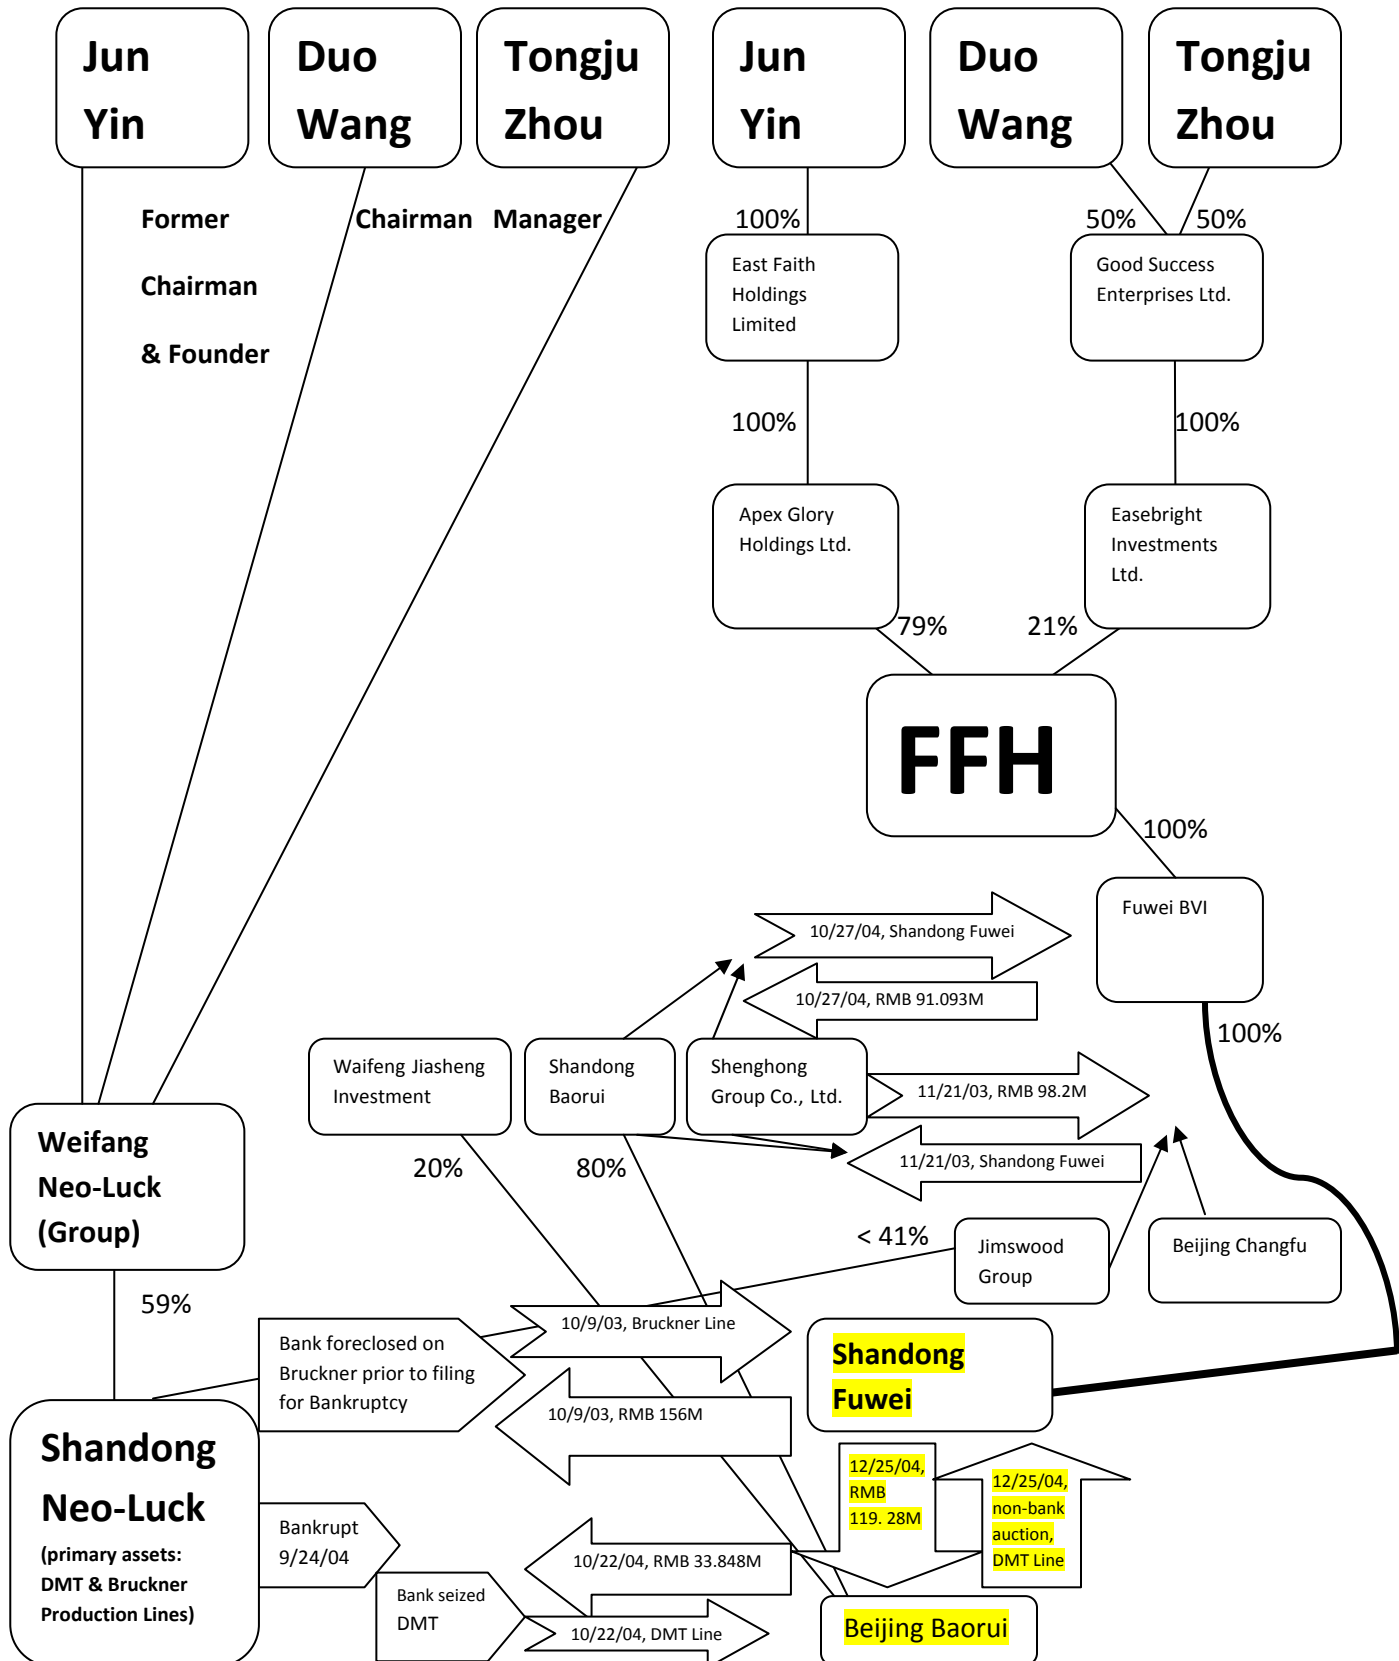 Jun
Yin
Duo
Wang
Tongju
Zhou
Jun
Yin
Duo
Wang
Tongju
Zhou
Former
Chairman
& Founder
Chairman
Manager
100%
50%
50%
East Faith
Holdings
Limited
Good Success
Enterprises Ltd.
100%
100%
Apex Glory
Holdings Ltd.
Easebright
Investments
Ltd.
79%
21%
FFH
100%
Fuwei BVI
10/27/04, Shandong Fuwei
10/27/04, RMB 91.093M
100%
Waifeng Jiasheng
Investment
Shandong
Baorui
Shenghong
Group Co., Ltd.
11/21/03, RMB 98.2M
11/21/03, Shandong Fuwei
Weifang
Neo-Luck
(Group)
20%
80%
< 41%
Jimswood
Group
Beijing Changfu
59%
Bank foreclosed on
Bruckner prior to filing
for Bankruptcy
10/9/03, Bruckner Line
10/9/03, RMB 156M
Shandong
Fuwei
Shandong
Neo-Luck
(primary assets:
DMT & Bruckner
Production Lines)
Bankrupt
9/24/04
Bank seized
DMT
10/22/04, RMB 33.848M
10/22/04, DMT Line
12/25/04,
RMB
119. 28M
12/25/04,
non-bank
auction,
DMT Line
Beijing Baorui